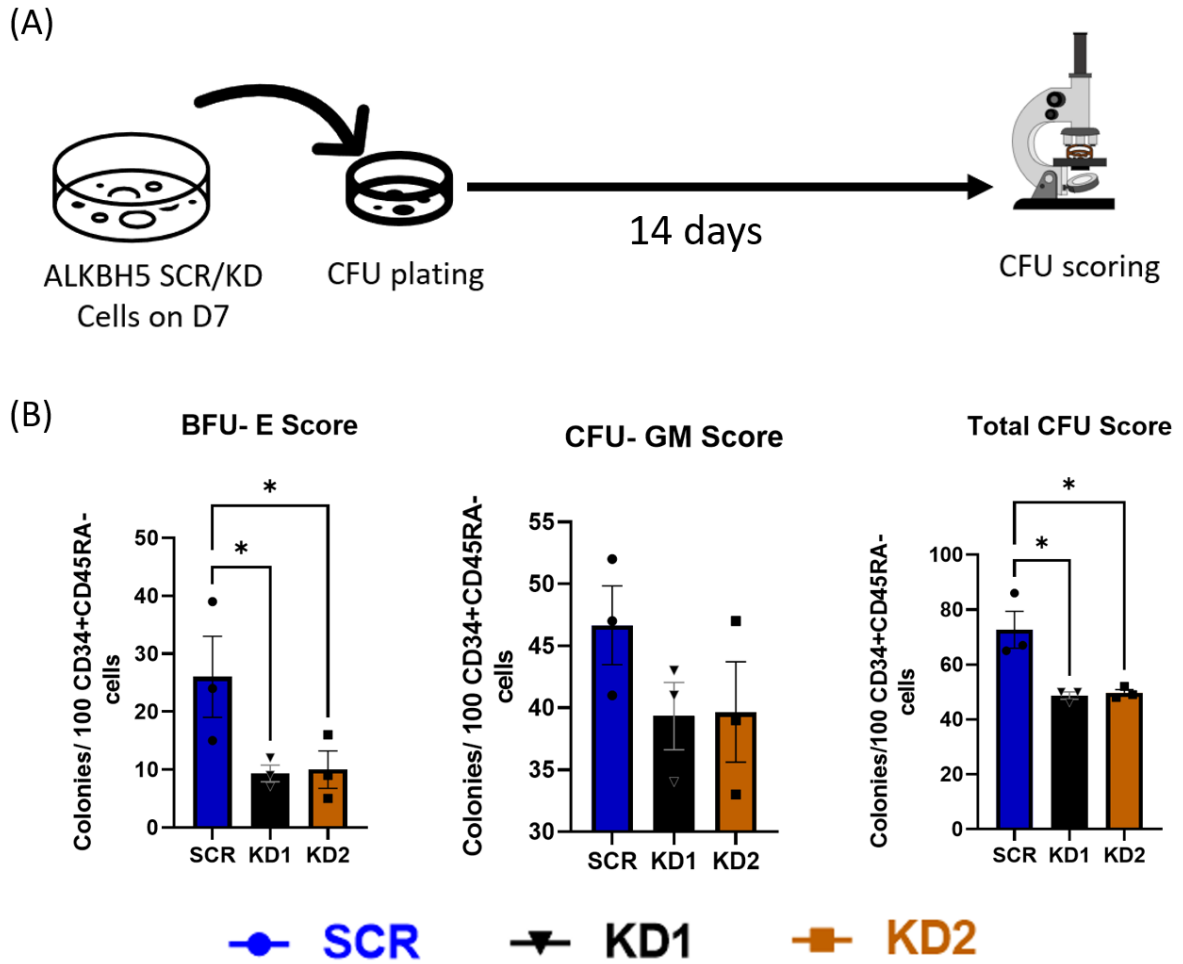 (A)
14 days
ALKBH5 SCR/KD
Cells on D7
CFU plating
CFU scoring
(B)
BFU- E Score
Colonies/ 100 CD34+CD45RA-
cells
50
40
30
20
10
0
*
*
SCR KD1 KD2
CFU- GM Score
Colonies/ 100 CD34+CD45RA-
cells
55
50
45
40
35
30
SCR KD1 KD2
Total CFU Score
Colonies/100 CD34+CD45RA-
cells
100
80
60
40
20
0
*
*
SCR KD1 KD2
SCR KD1 KD2